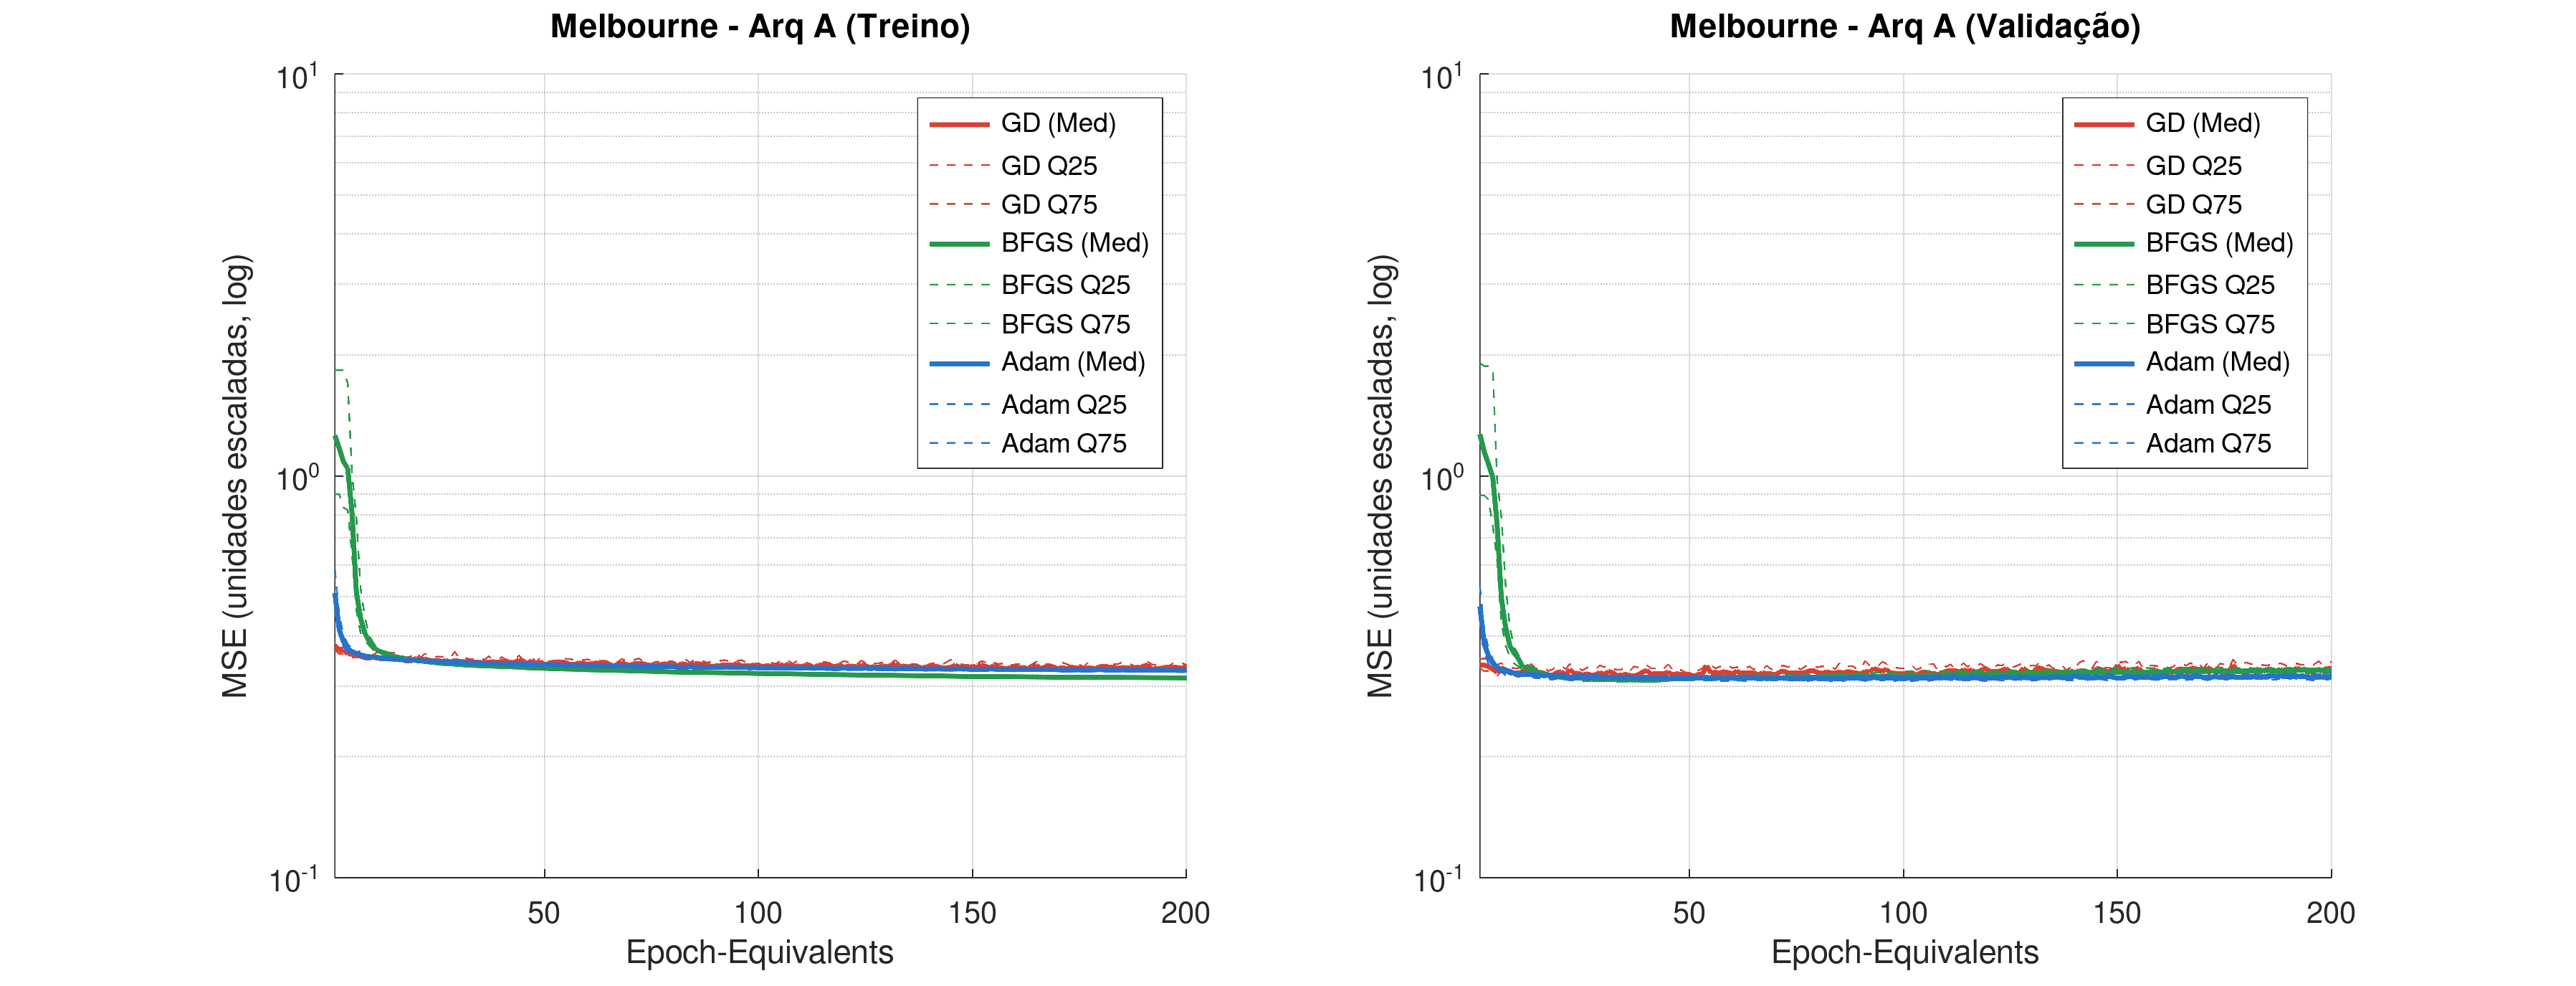 Melbourne - Arq A (Treino)
10^1
10^0
10^-1
MSE (unidades escaladas, log)
GD (Med)
GD Q25
GD Q75
BFGS (Med)
BFGS Q25
BFGS Q75
Adam (Med)
Adam Q25
Adam Q75
50
100
150
200
Epoch-Equivalents
Melbourne - Arq A (Validação)
10^1
10^0
10^-1
MSE (unidades escaladas, log)
GD (Med)
GD Q25
GD Q75
BFGS (Med)
BFGS Q25
BFGS Q75
Adam (Med)
Adam Q25
Adam Q75
50
100
150
200
Epoch-Equivalents